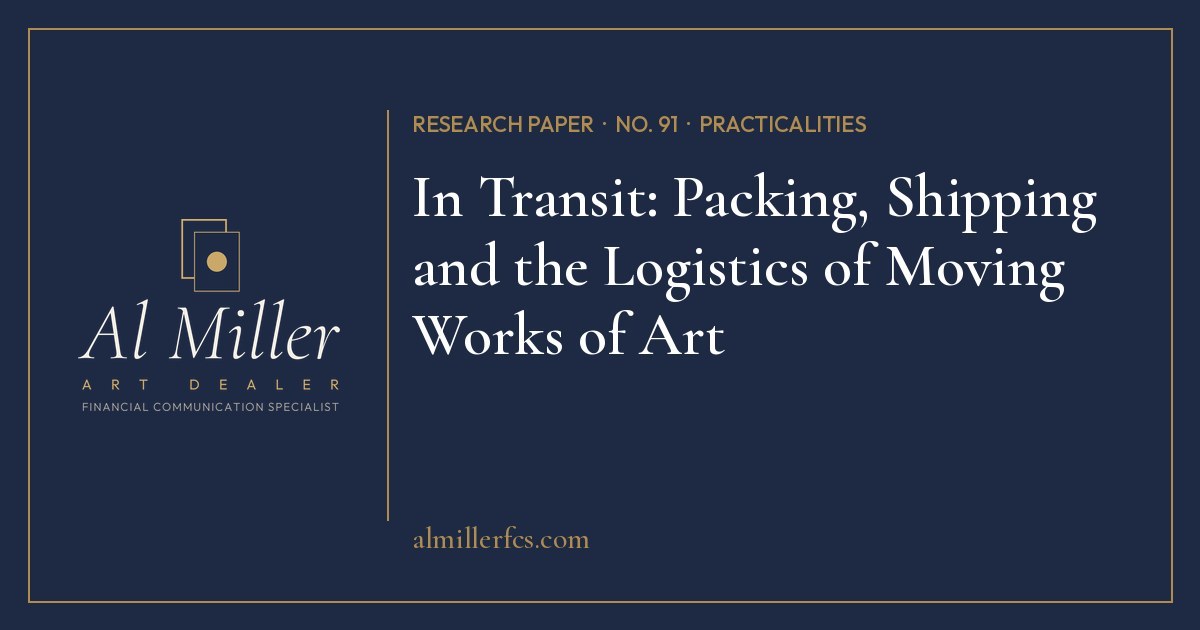 Al Miller
ART DEALER
FINANCIAL COMMUNICATION SPECIALIST
RESEARCH PAPER · NO. 91 · PRACTICALITIES
In Transit: Packing, Shipping
and the Logistics of Moving
Works of Art
almillerfcs.com